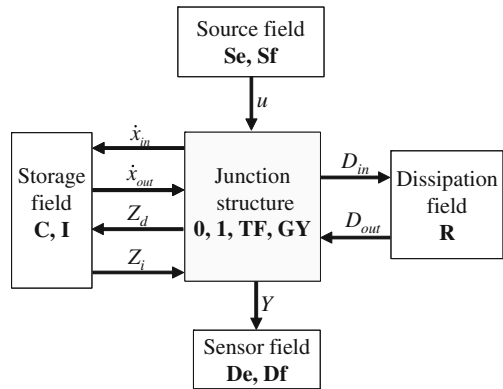 Source field
Se, Sf
u
ẋ_in
ẋ_out
Z_d
Z_i
Storage
field
C, I
Junction
structure
0, 1, TF, GY
D_in
D_out
Dissipation
field
R
Y
Sensor field
De, Df